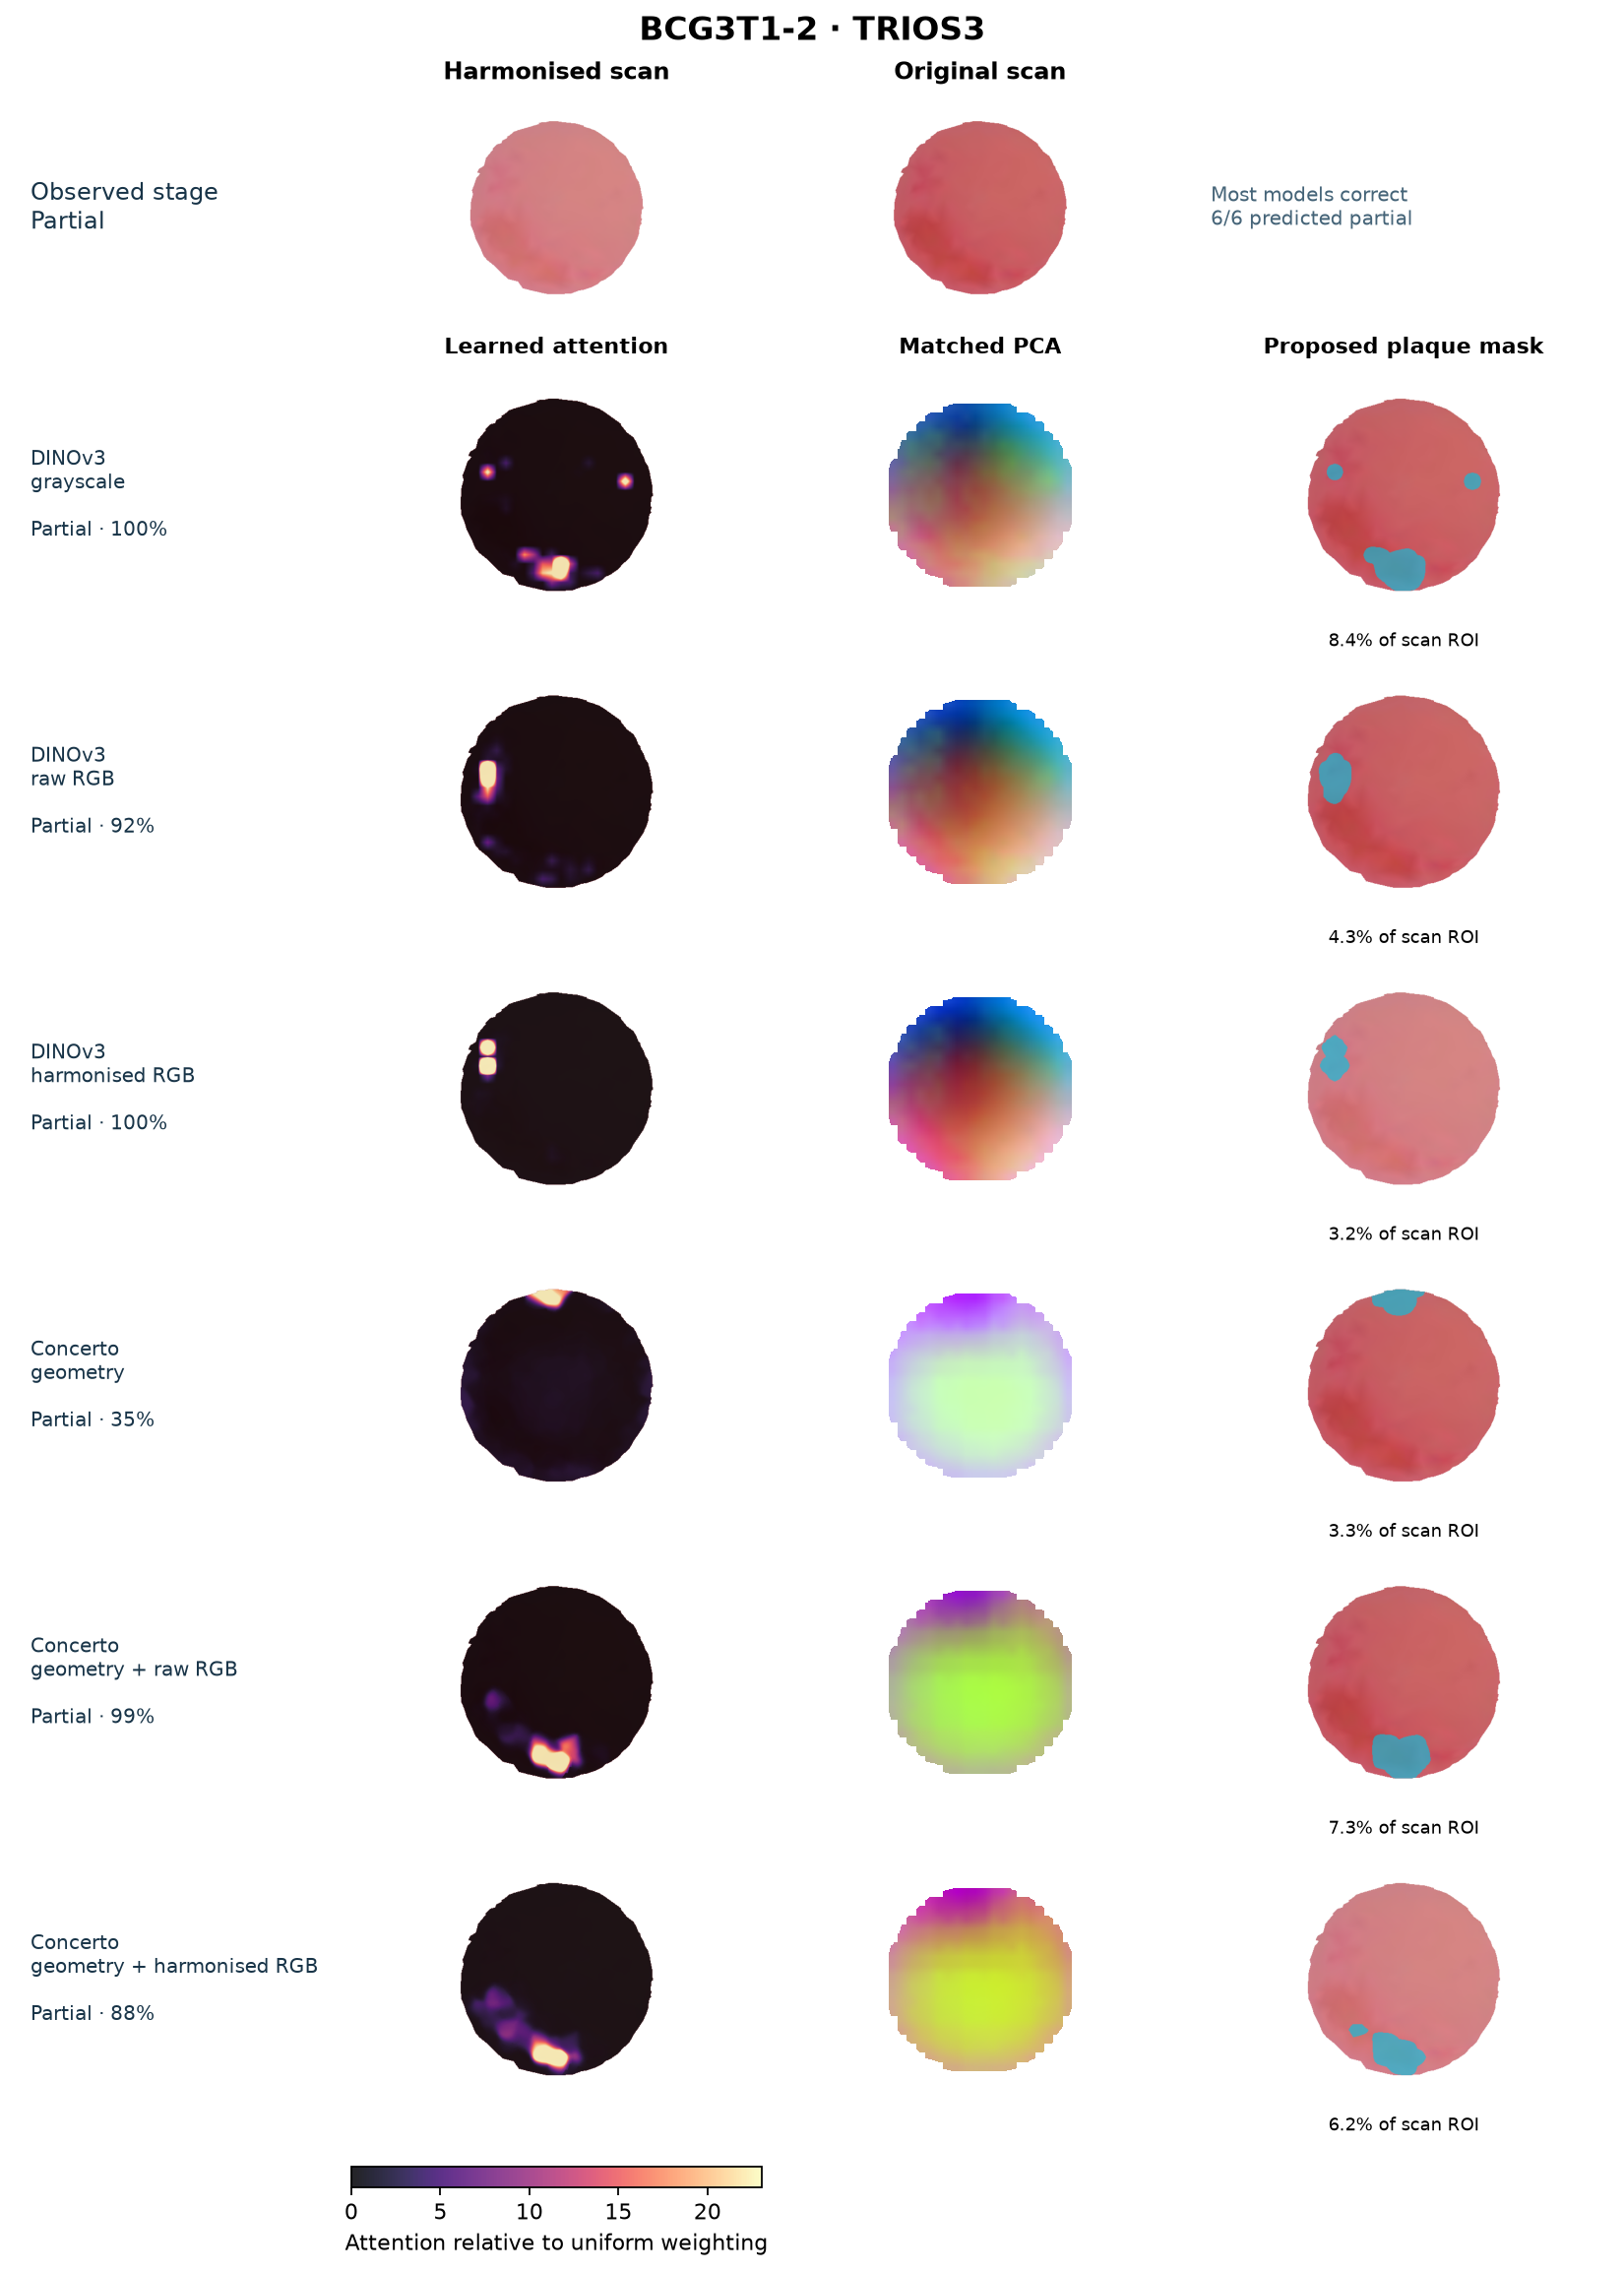 BCG3T1-2 · TRIOS3
Harmonised scan
Original scan
Observed stage
Partial
Most models correct
6/6 predicted partial
Learned attention
Matched PCA
Proposed plaque mask
DINOv3
grayscale
Partial · 100%
8.4% of scan ROI
DINOv3
raw RGB
Partial · 92%
4.3% of scan ROI
DINOv3
harmonised RGB
Partial · 100%
3.2% of scan ROI
Concerto
geometry
Partial · 35%
3.3% of scan ROI
Concerto
geometry + raw RGB
Partial · 99%
7.3% of scan ROI
Concerto
geometry + harmonised RGB
Partial · 88%
6.2% of scan ROI
0 5 10 15 20
Attention relative to uniform weighting